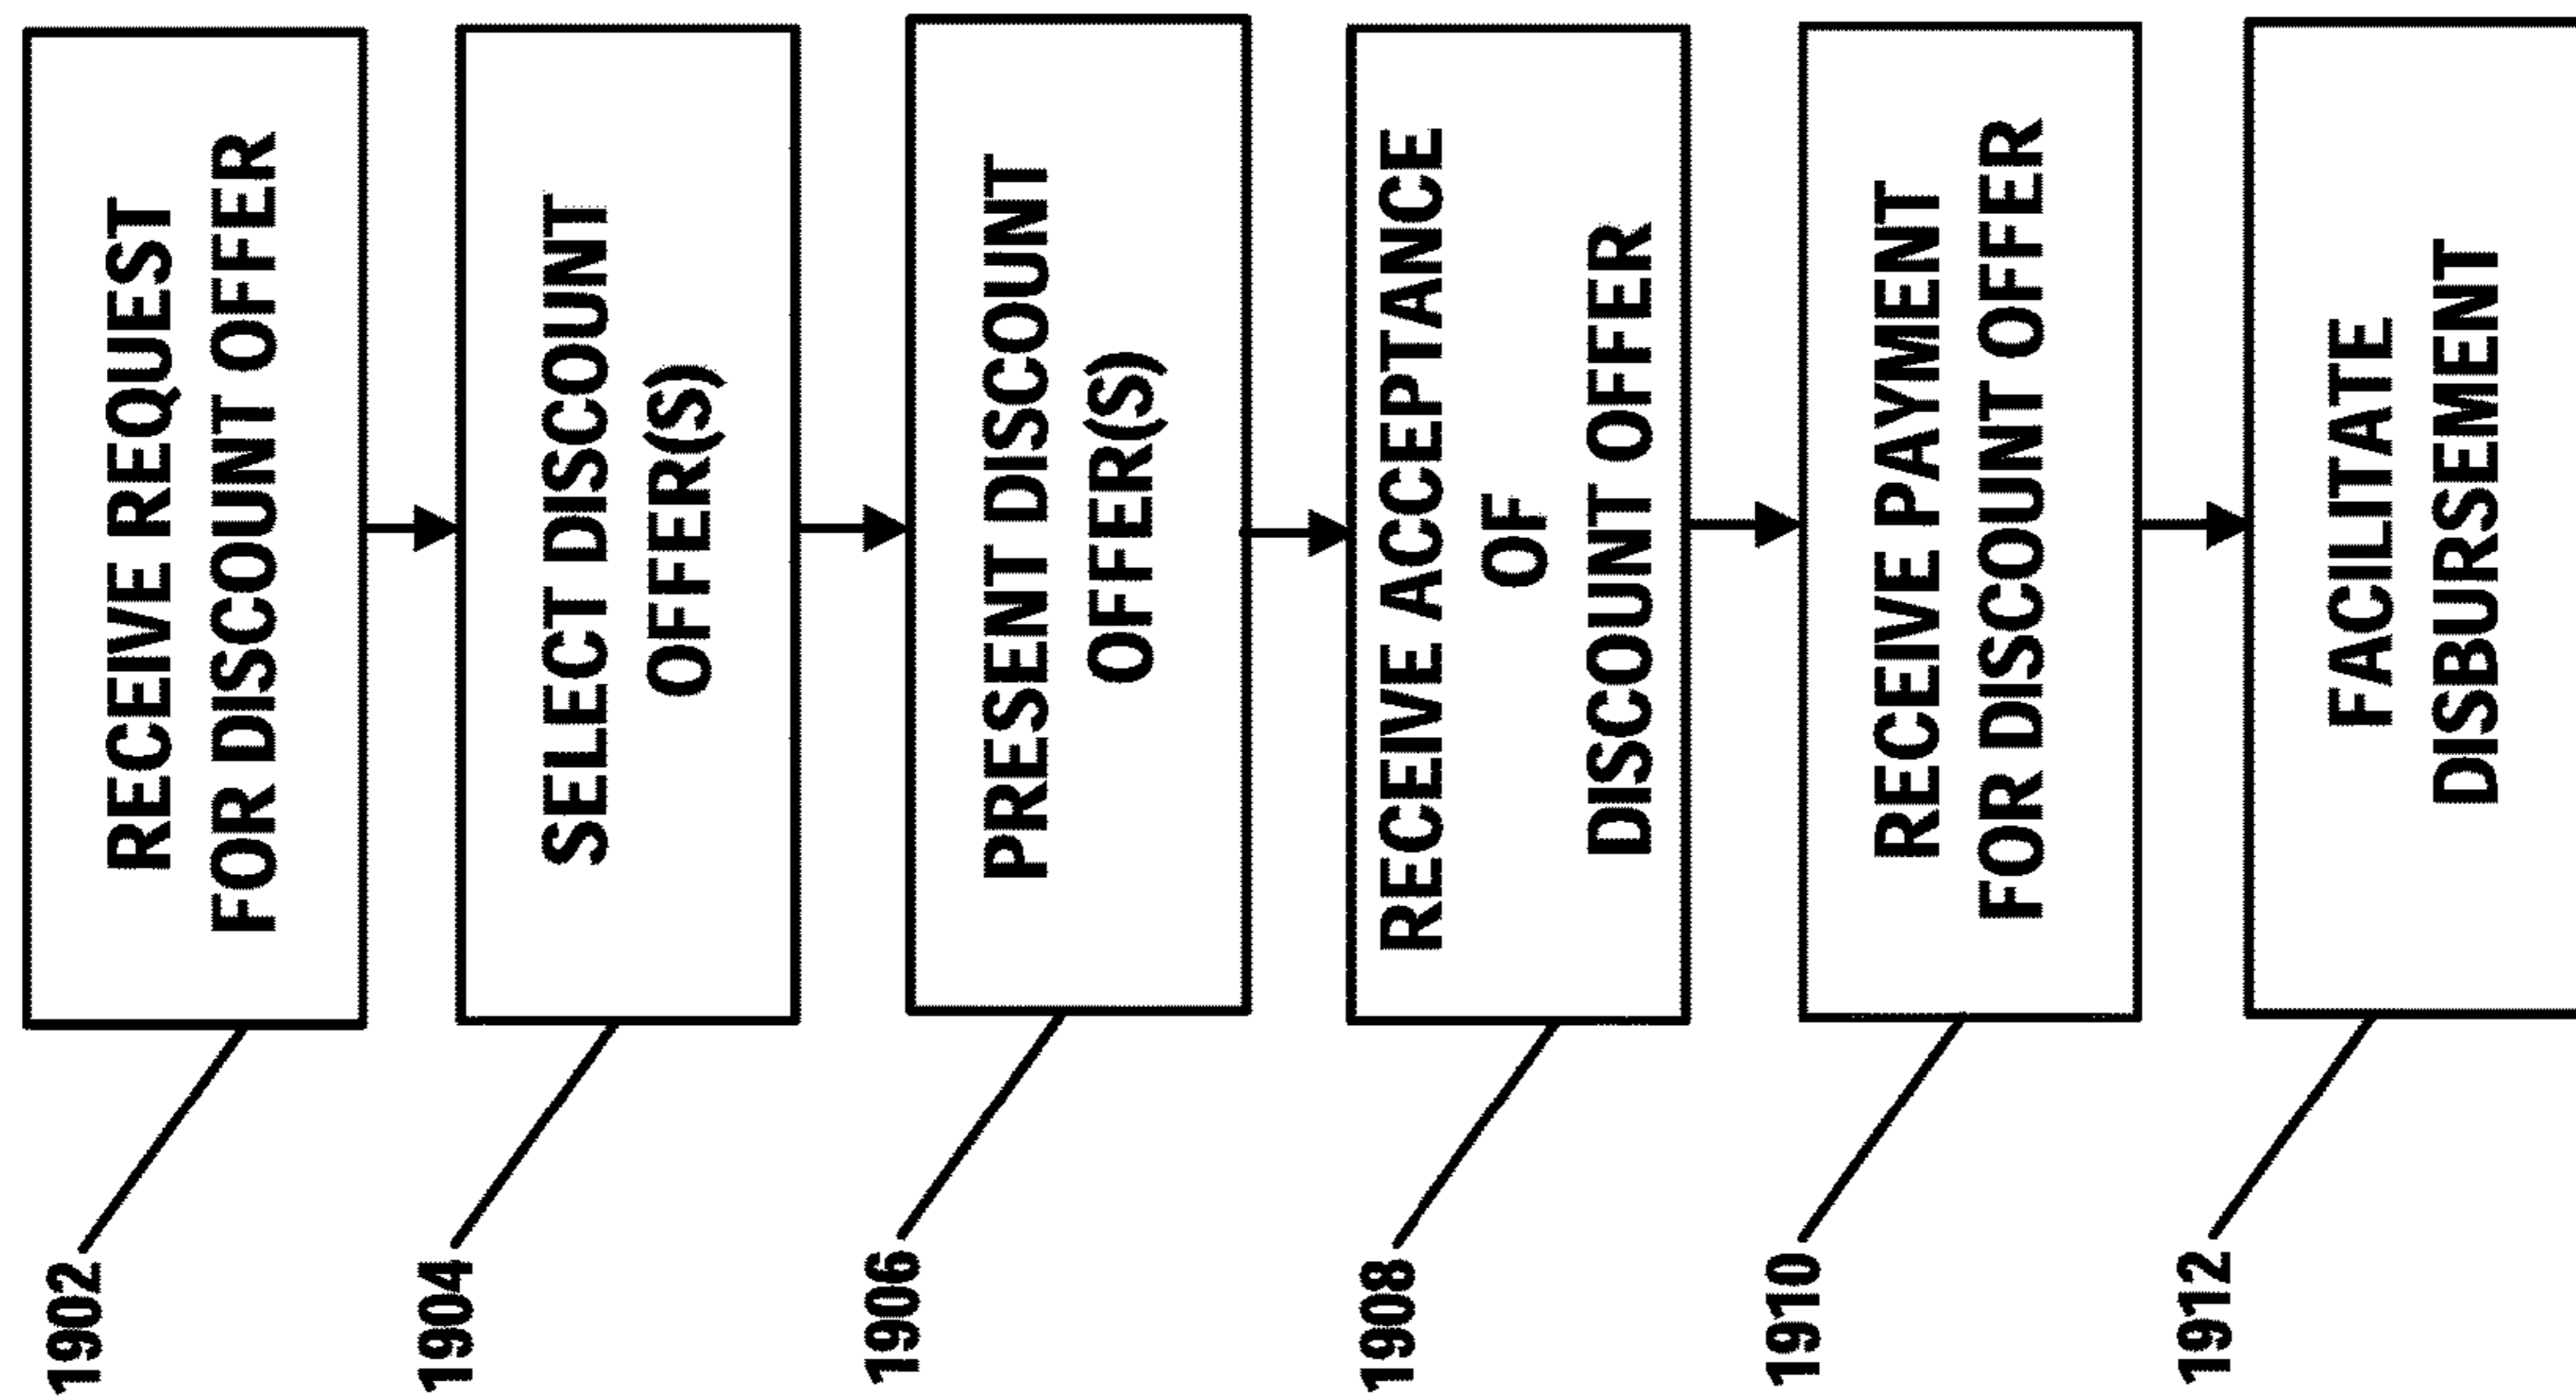 1902
RECEIVE REQUEST
FOR DISCOUNT OFFER
1904
SELECT DISCOUNT
OFFER(S)
1906
PRESENT DISCOUNT
OFFER(S)
1908
RECEIVE ACCEPTANCE
OF
DISCOUNT OFFER
1910
RECEIVE PAYMENT
FOR DISCOUNT OFFER
1912
FACILITATE
DISBURSEMENT